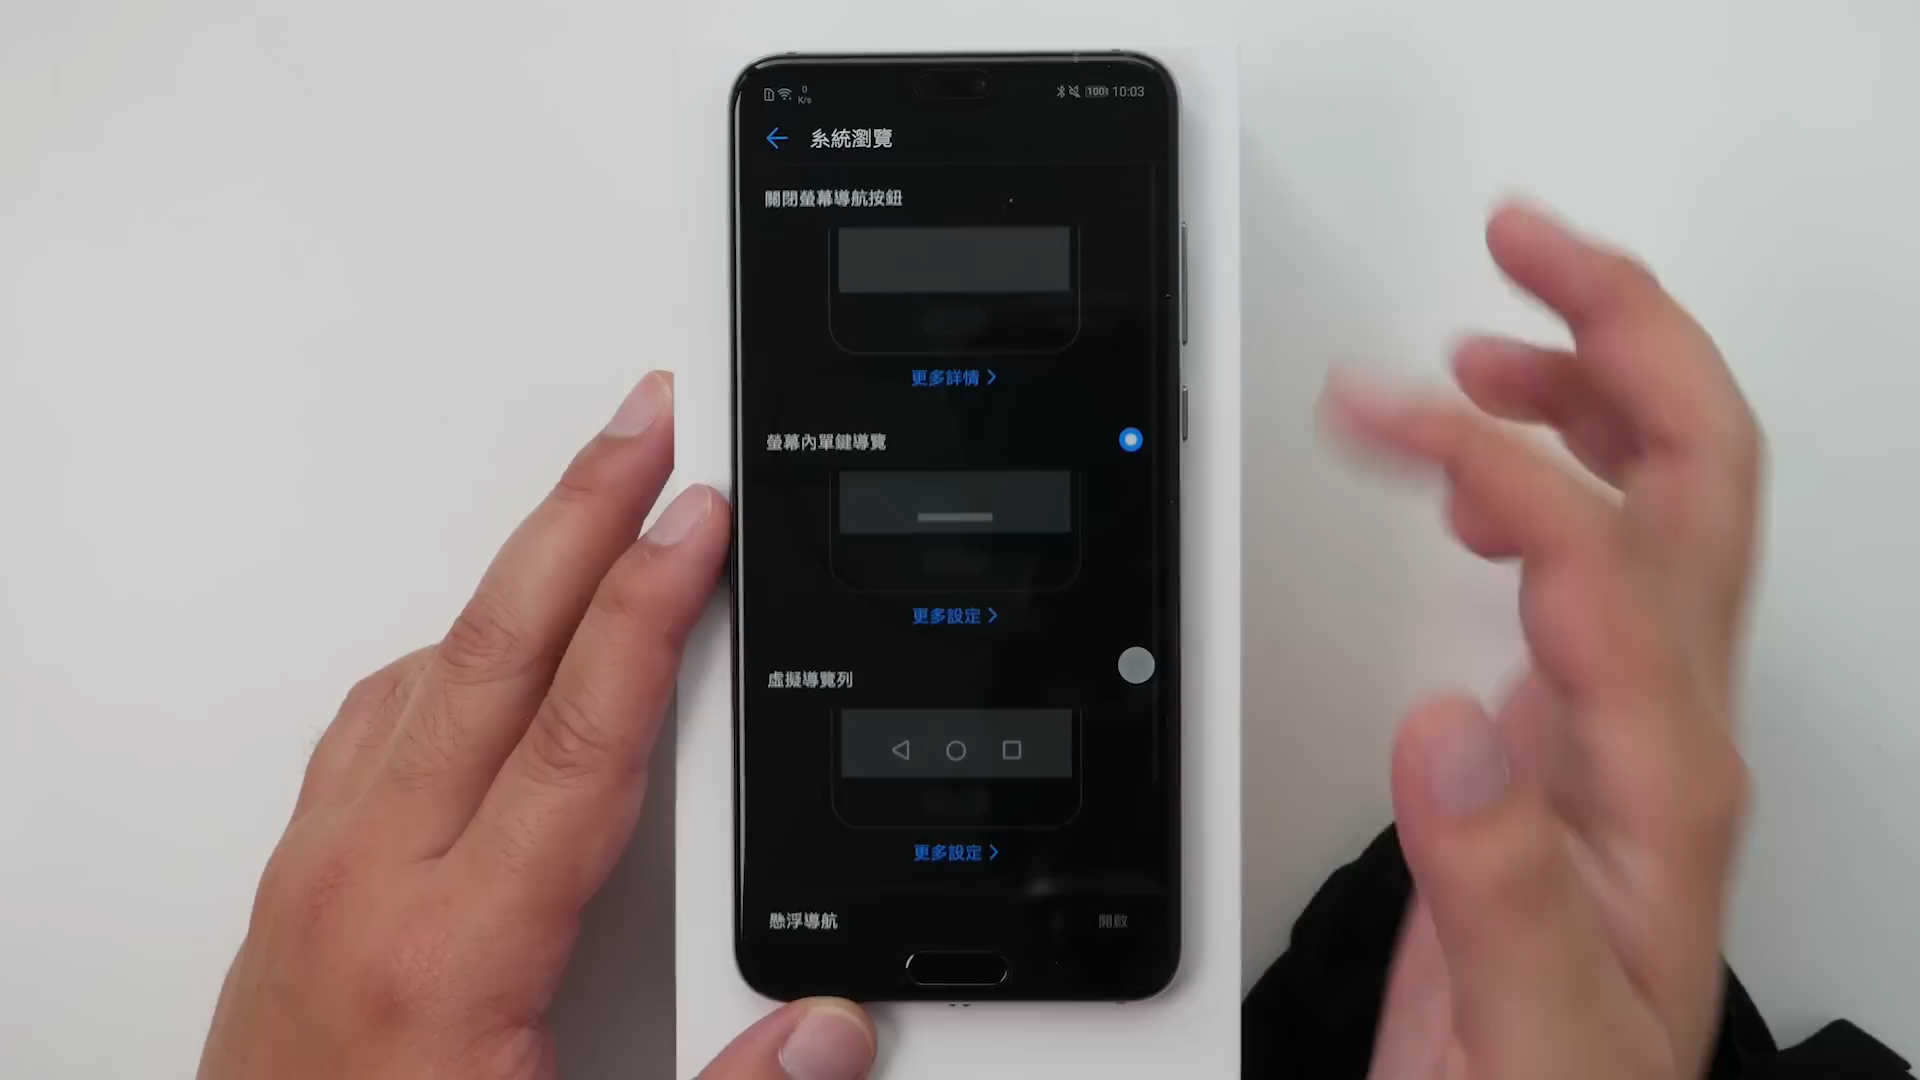 0
K/s
100
10:03
系統瀏覽
關閉螢幕導航按鈕
更多詳情
螢幕內單鍵導覽
更多設定
虛擬導覽列
更多設定
懸浮導航
開啟